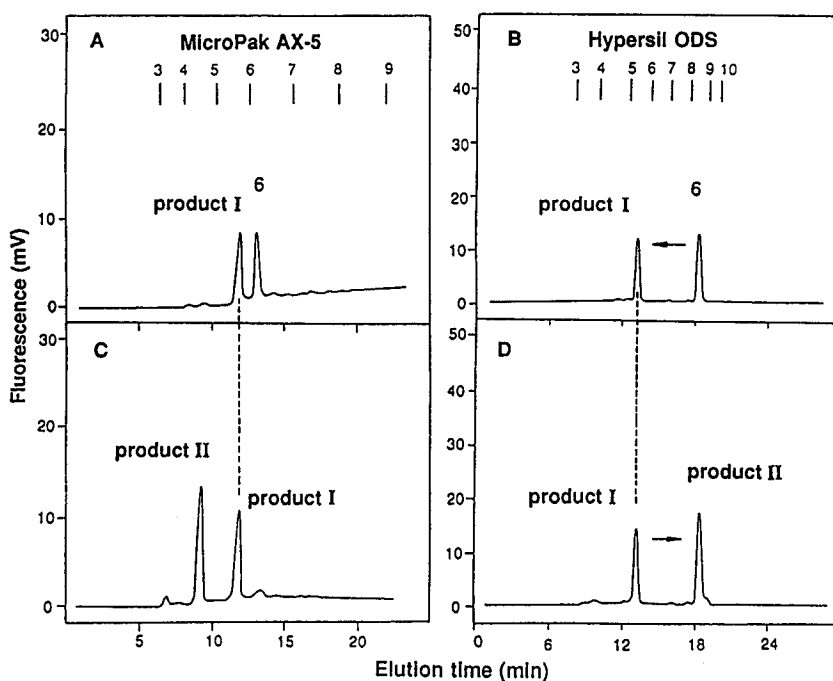 A MicroPak AX-5
3 4 5 6 7 8 9
30
20
10
0
product I
6
B Hypersil ODS
3 4 5 6 7 8 9 10
50
40
30
20
10
0
product I
6
Fluorescence (mV)
C
30
20
10
0
product II
product I
5 10 15 20
D
50
40
30
20
10
0
product I
product II
0 6 12 18 24
Elution time (min)